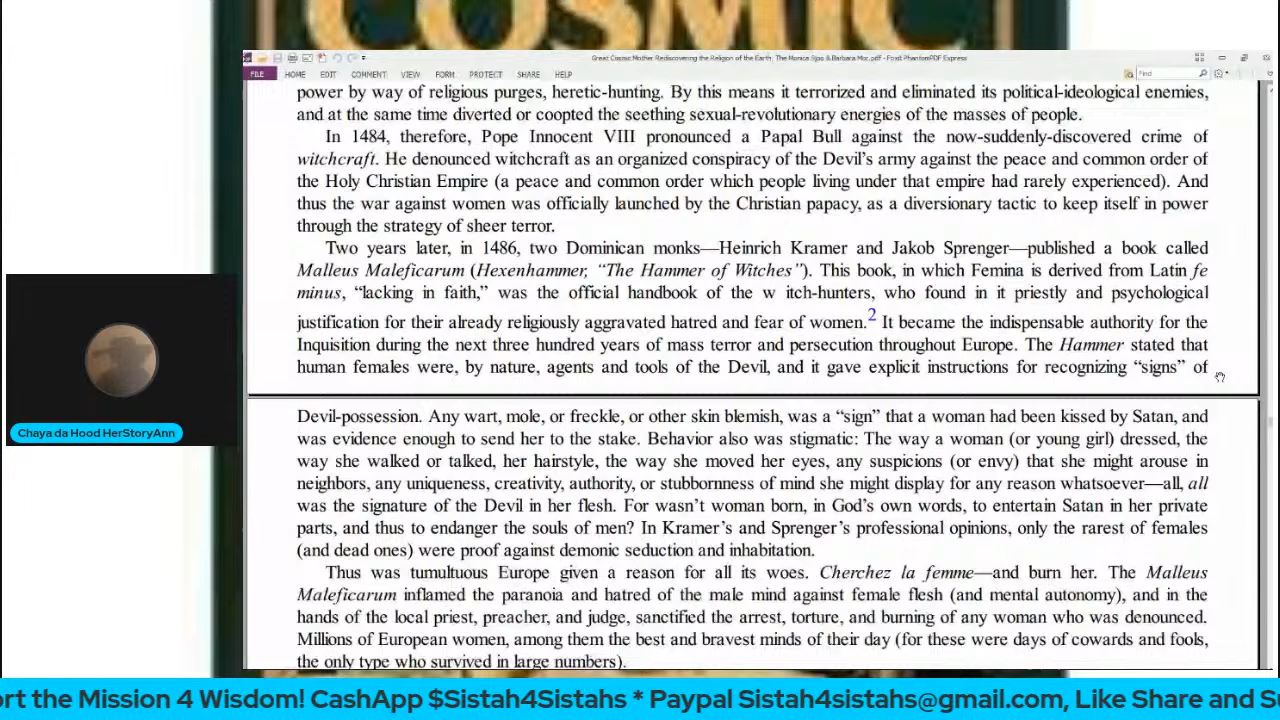 COSMIC
Great Cosmic Mother Rediscovering the Religion of the Earth, The Monica Sjoo & Barbara Mor.pdf - Foxit PhantomPDF Express
FILE HOME EDIT COMMENT VIEW FORM PROTECT SHARE HELP Find
power by way of religious purges, heretic-hunting. By this means it terrorized and eliminated its political-ideological enemies,
and at the same time diverted or coopted the seething sexual-revolutionary energies of the masses of people.
In 1484, therefore, Pope Innocent VIII pronounced a Papal Bull against the now-suddenly-discovered crime of
witchcraft. He denounced witchcraft as an organized conspiracy of the Devil’s army against the peace and common order of
the Holy Christian Empire (a peace and common order which people living under that empire had rarely experienced). And
thus the war against women was officially launched by the Christian papacy, as a diversionary tactic to keep itself in power
through the strategy of sheer terror.
Two years later, in 1486, two Dominican monks—Heinrich Kramer and Jakob Sprenger—published a book called
Malleus Maleficarum (Hexenhammer, “The Hammer of Witches”). This book, in which Femina is derived from Latin fe
minus, “lacking in faith,” was the official handbook of the w itch-hunters, who found in it priestly and psychological
justification for their already religiously aggravated hatred and fear of women.2 It became the indispensable authority for the
Inquisition during the next three hundred years of mass terror and persecution throughout Europe. The Hammer stated that
human females were, by nature, agents and tools of the Devil, and it gave explicit instructions for recognizing “signs” of
Devil-possession. Any wart, mole, or freckle, or other skin blemish, was a “sign” that a woman had been kissed by Satan, and
was evidence enough to send her to the stake. Behavior also was stigmatic: The way a woman (or young girl) dressed, the
way she walked or talked, her hairstyle, the way she moved her eyes, any suspicions (or envy) that she might arouse in
neighbors, any uniqueness, creativity, authority, or stubbornness of mind she might display for any reason whatsoever—all, all
was the signature of the Devil in her flesh. For wasn’t woman born, in God’s own words, to entertain Satan in her private
parts, and thus to endanger the souls of men? In Kramer’s and Sprenger’s professional opinions, only the rarest of females
(and dead ones) were proof against demonic seduction and inhabitation.
Thus was tumultuous Europe given a reason for all its woes. Cherchez la femme—and burn her. The Malleus
Maleficarum inflamed the paranoia and hatred of the male mind against female flesh (and mental autonomy), and in the
hands of the local priest, preacher, and judge, sanctified the arrest, torture, and burning of any woman who was denounced.
Millions of European women, among them the best and bravest minds of their day (for these were days of cowards and fools,
the only type who survived in large numbers).
Chaya da Hood HerStoryAnn
ort the Mission 4 Wisdom! CashApp $Sistah4Sistahs * Paypal Sistah4sistahs@gmail.com, Like Share and Su